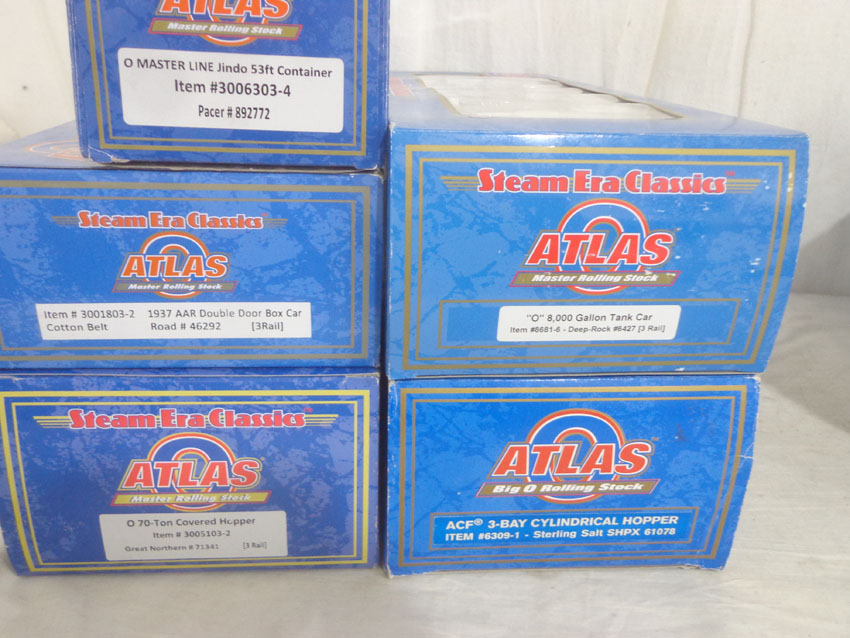 ATLAS
Master Rolling Stock
O MASTER LINE Jindo 53ft Container
Item #3006303-4
Pacer # 892772
Steam Era Classics
ATLAS
Master Rolling Stock
Item # 3001803-2 1937 AAR Double Door Box Car
Cotton Belt Road # 46292 [3Rail]
Steam Era Classics™
ATLAS
Master Rolling Stock
O 70-Ton Covered Hopper
Item # 3005103-2
Great Northern # 71341 [3 Rail]
Steam Era Classics™
ATLAS
Master Rolling Stock
"O" 8,000 Gallon Tank Car
Item #8681-6 - Deep-Rock #6427 [3 Rail]
ATLAS
Big O Rolling Stock
ACF® 3-BAY CYLINDRICAL HOPPER
ITEM #6309-1 - Sterling Salt SHPX 61078